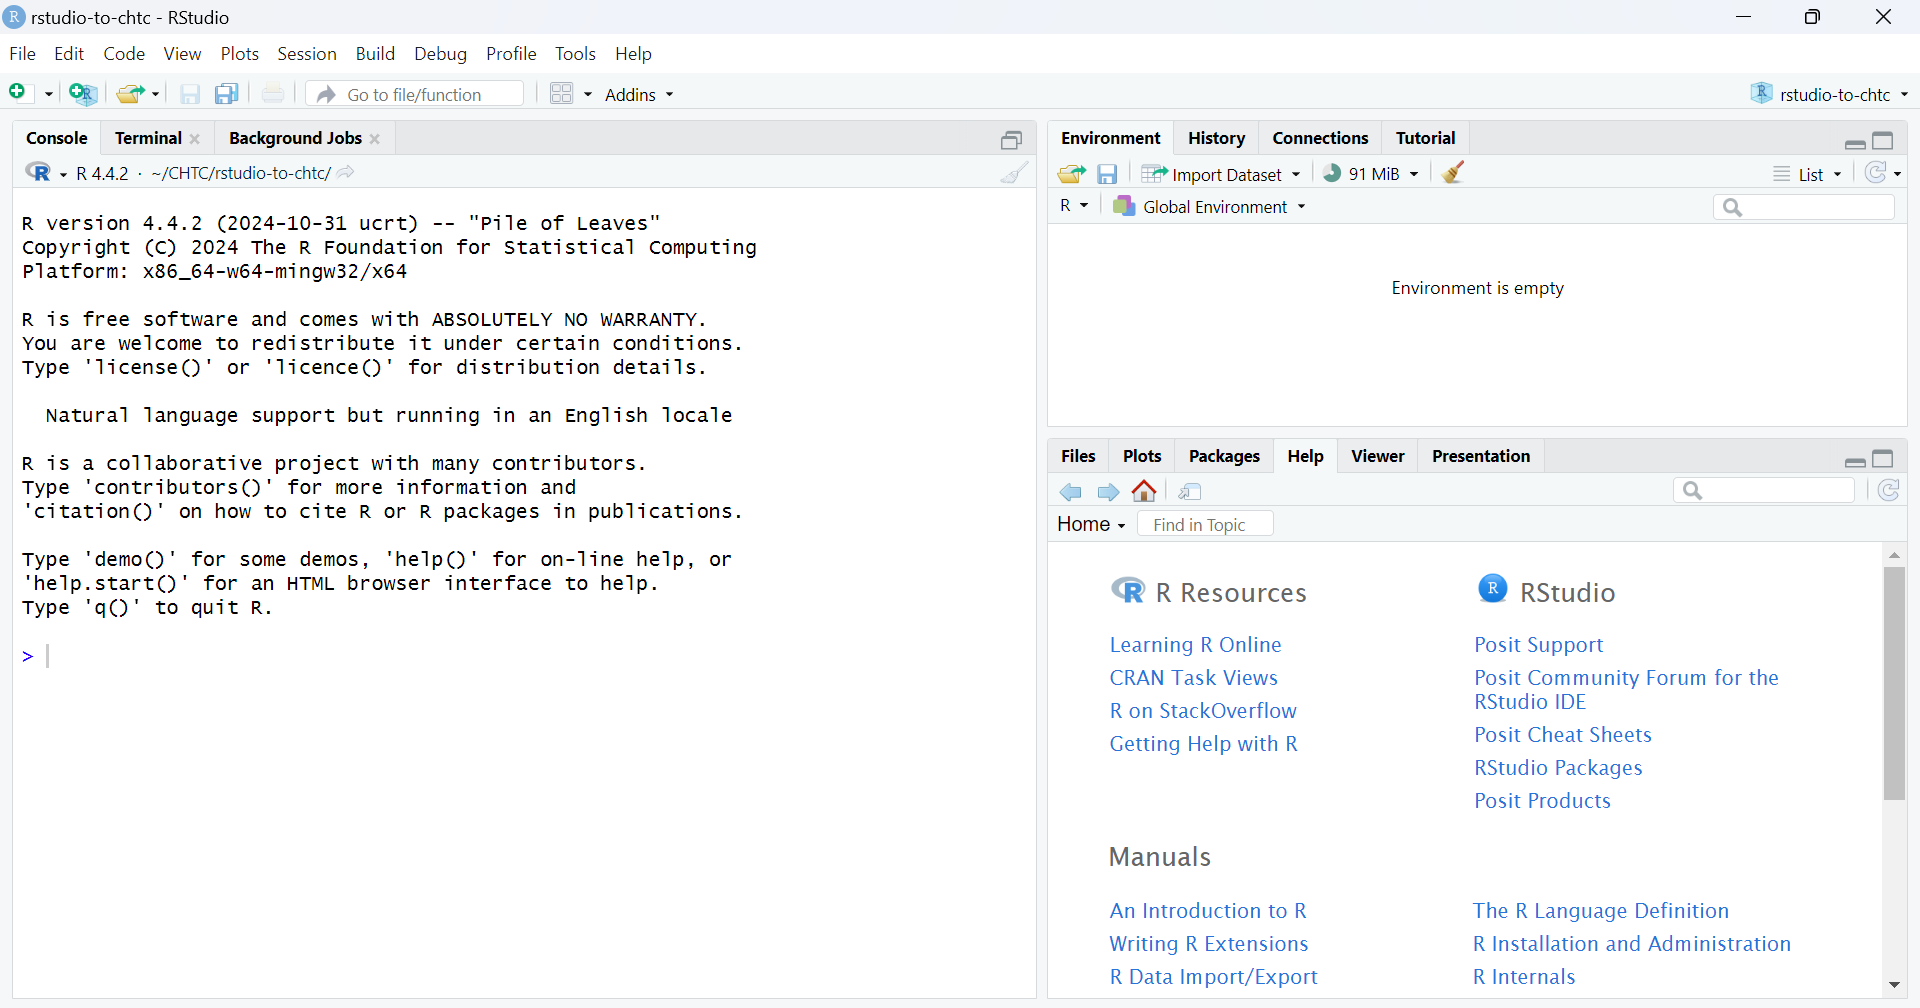 rstudio-to-chtc - RStudio
File Edit Code View Plots Session Build Debug Profile Tools Help
Go to file/function Addins rstudio-to-chtc
Console Terminal Background Jobs
R 4.4.2 · ~/CHTC/rstudio-to-chtc/
R version 4.4.2 (2024-10-31 ucrt) -- "Pile of Leaves"
Copyright (C) 2024 The R Foundation for Statistical Computing
Platform: x86_64-w64-mingw32/x64
R is free software and comes with ABSOLUTELY NO WARRANTY.
You are welcome to redistribute it under certain conditions.
Type 'license()' or 'licence()' for distribution details.
Natural language support but running in an English locale
R is a collaborative project with many contributors.
Type 'contributors()' for more information and
'citation()' on how to cite R or R packages in publications.
Type 'demo()' for some demos, 'help()' for on-line help, or
'help.start()' for an HTML browser interface to help.
Type 'q()' to quit R.
>
Environment History Connections Tutorial
Import Dataset 91 MiB List
R Global Environment
Environment is empty
Files Plots Packages Help Viewer Presentation
Home Find in Topic
R Resources
Learning R Online
CRAN Task Views
R on StackOverflow
Getting Help with R
RStudio
Posit Support
Posit Community Forum for the
RStudio IDE
Posit Cheat Sheets
RStudio Packages
Posit Products
Manuals
An Introduction to R
Writing R Extensions
R Data Import/Export
The R Language Definition
R Installation and Administration
R Internals